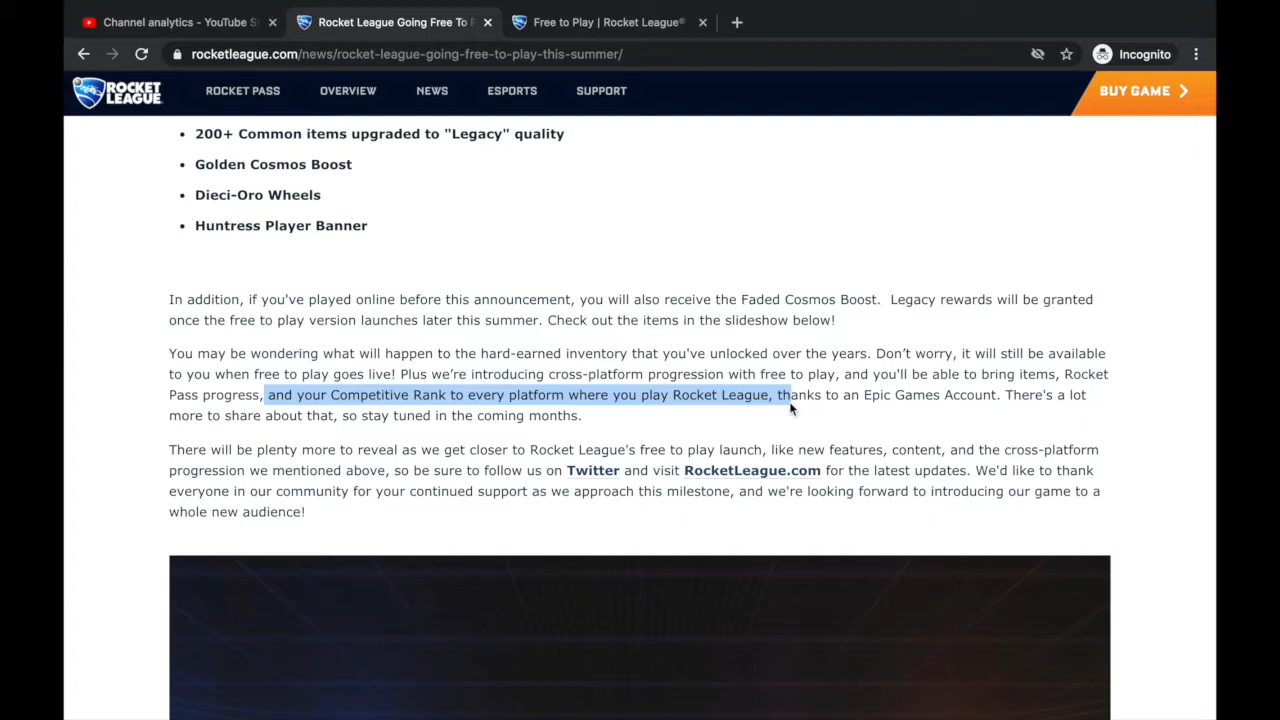 Channel analytics - YouTube S
Rocket League Going Free To P
Free to Play | Rocket League®
rocketleague.com/news/rocket-league-going-free-to-play-this-summer/
Incognito
ROCKET LEAGUE
ROCKET PASS
OVERVIEW
NEWS
ESPORTS
SUPPORT
BUY GAME
• 200+ Common items upgraded to "Legacy" quality
• Golden Cosmos Boost
• Dieci-Oro Wheels
• Huntress Player Banner
In addition, if you've played online before this announcement, you will also receive the Faded Cosmos Boost.  Legacy rewards will be granted
once the free to play version launches later this summer. Check out the items in the slideshow below!
You may be wondering what will happen to the hard-earned inventory that you've unlocked over the years. Don’t worry, it will still be available
to you when free to play goes live! Plus we’re introducing cross-platform progression with free to play, and you'll be able to bring items, Rocket
Pass progress, and your Competitive Rank to every platform where you play Rocket League, thanks to an Epic Games Account. There's a lot
more to share about that, so stay tuned in the coming months.
There will be plenty more to reveal as we get closer to Rocket League's free to play launch, like new features, content, and the cross-platform
progression we mentioned above, so be sure to follow us on Twitter and visit RocketLeague.com for the latest updates. We'd like to thank
everyone in our community for your continued support as we approach this milestone, and we're looking forward to introducing our game to a
whole new audience!